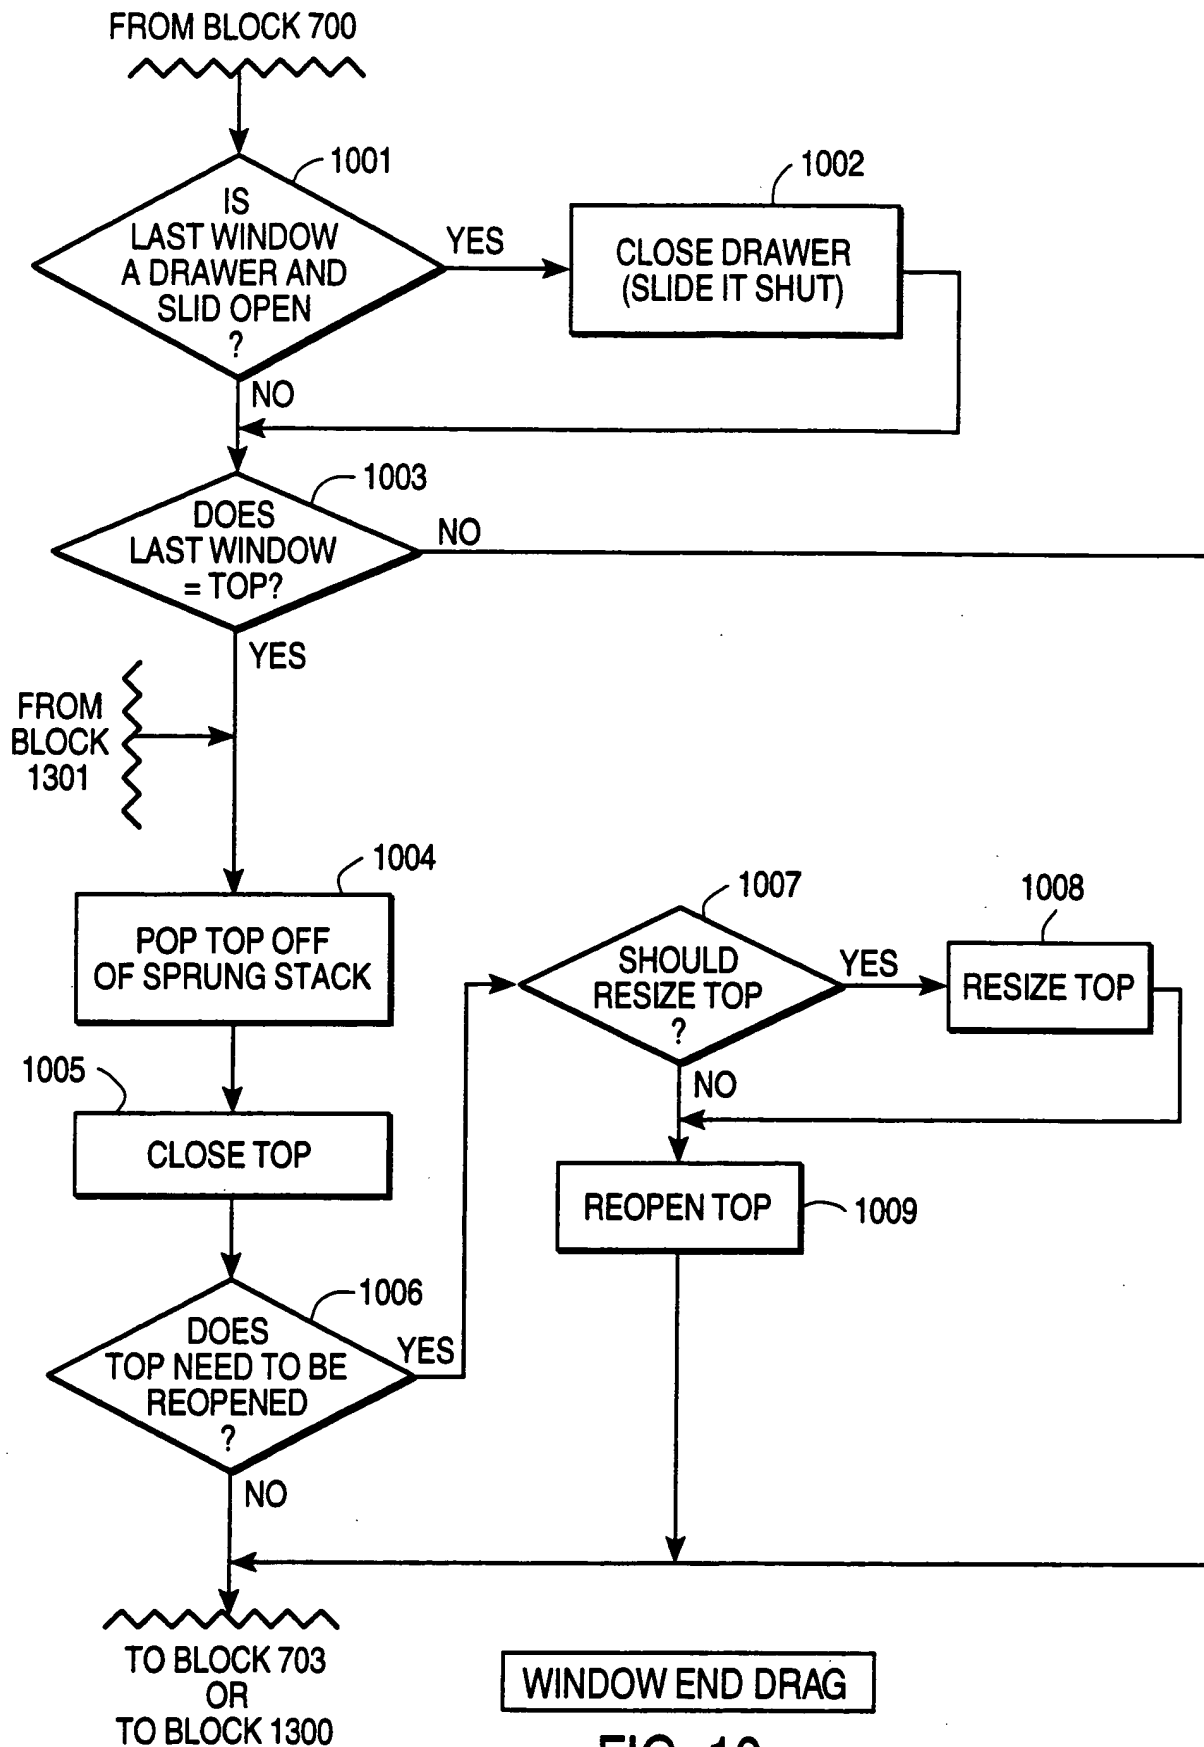 FROM BLOCK 700
1001
IS
LAST WINDOW
A DRAWER AND
SLID OPEN
?
YES
1002
CLOSE DRAWER
(SLIDE IT SHUT)
NO
1003
DOES
LAST WINDOW
= TOP?
NO
YES
FROM
BLOCK
1301
1004
POP TOP OFF
OF SPRUNG STACK
1005
CLOSE TOP
1006
DOES
TOP NEED TO BE
REOPENED
?
YES
NO
1007
SHOULD
RESIZE TOP
?
YES
1008
RESIZE TOP
NO
REOPEN TOP
1009
TO BLOCK 703
OR
TO BLOCK 1300
WINDOW END DRAG
FIG. 10